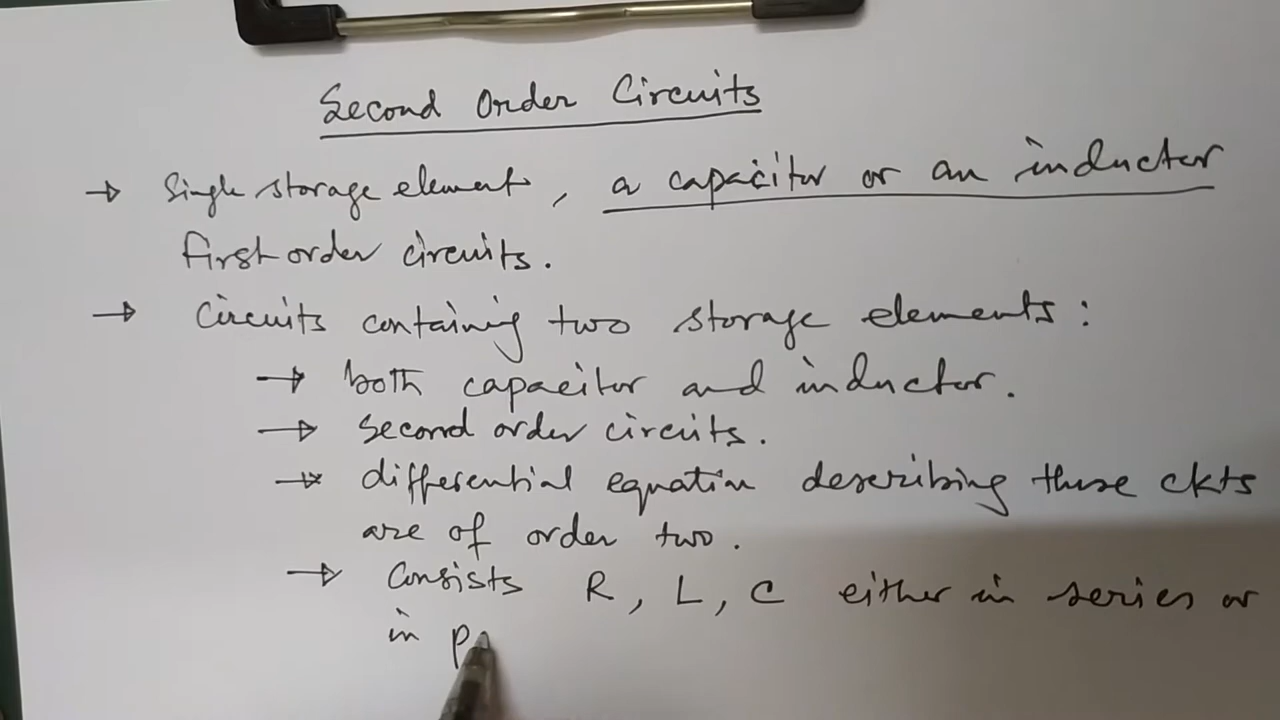 Second Order Circuits
→ Single storage element, a capacitor or an inductor
first order circuits.
→ Circuits containing two storage elements:
→ both capacitor and inductor.
→ Second order circuits.
→ differential equation describing these ckts
are of order two.
→ Consists R, L, C either in series or
in pa